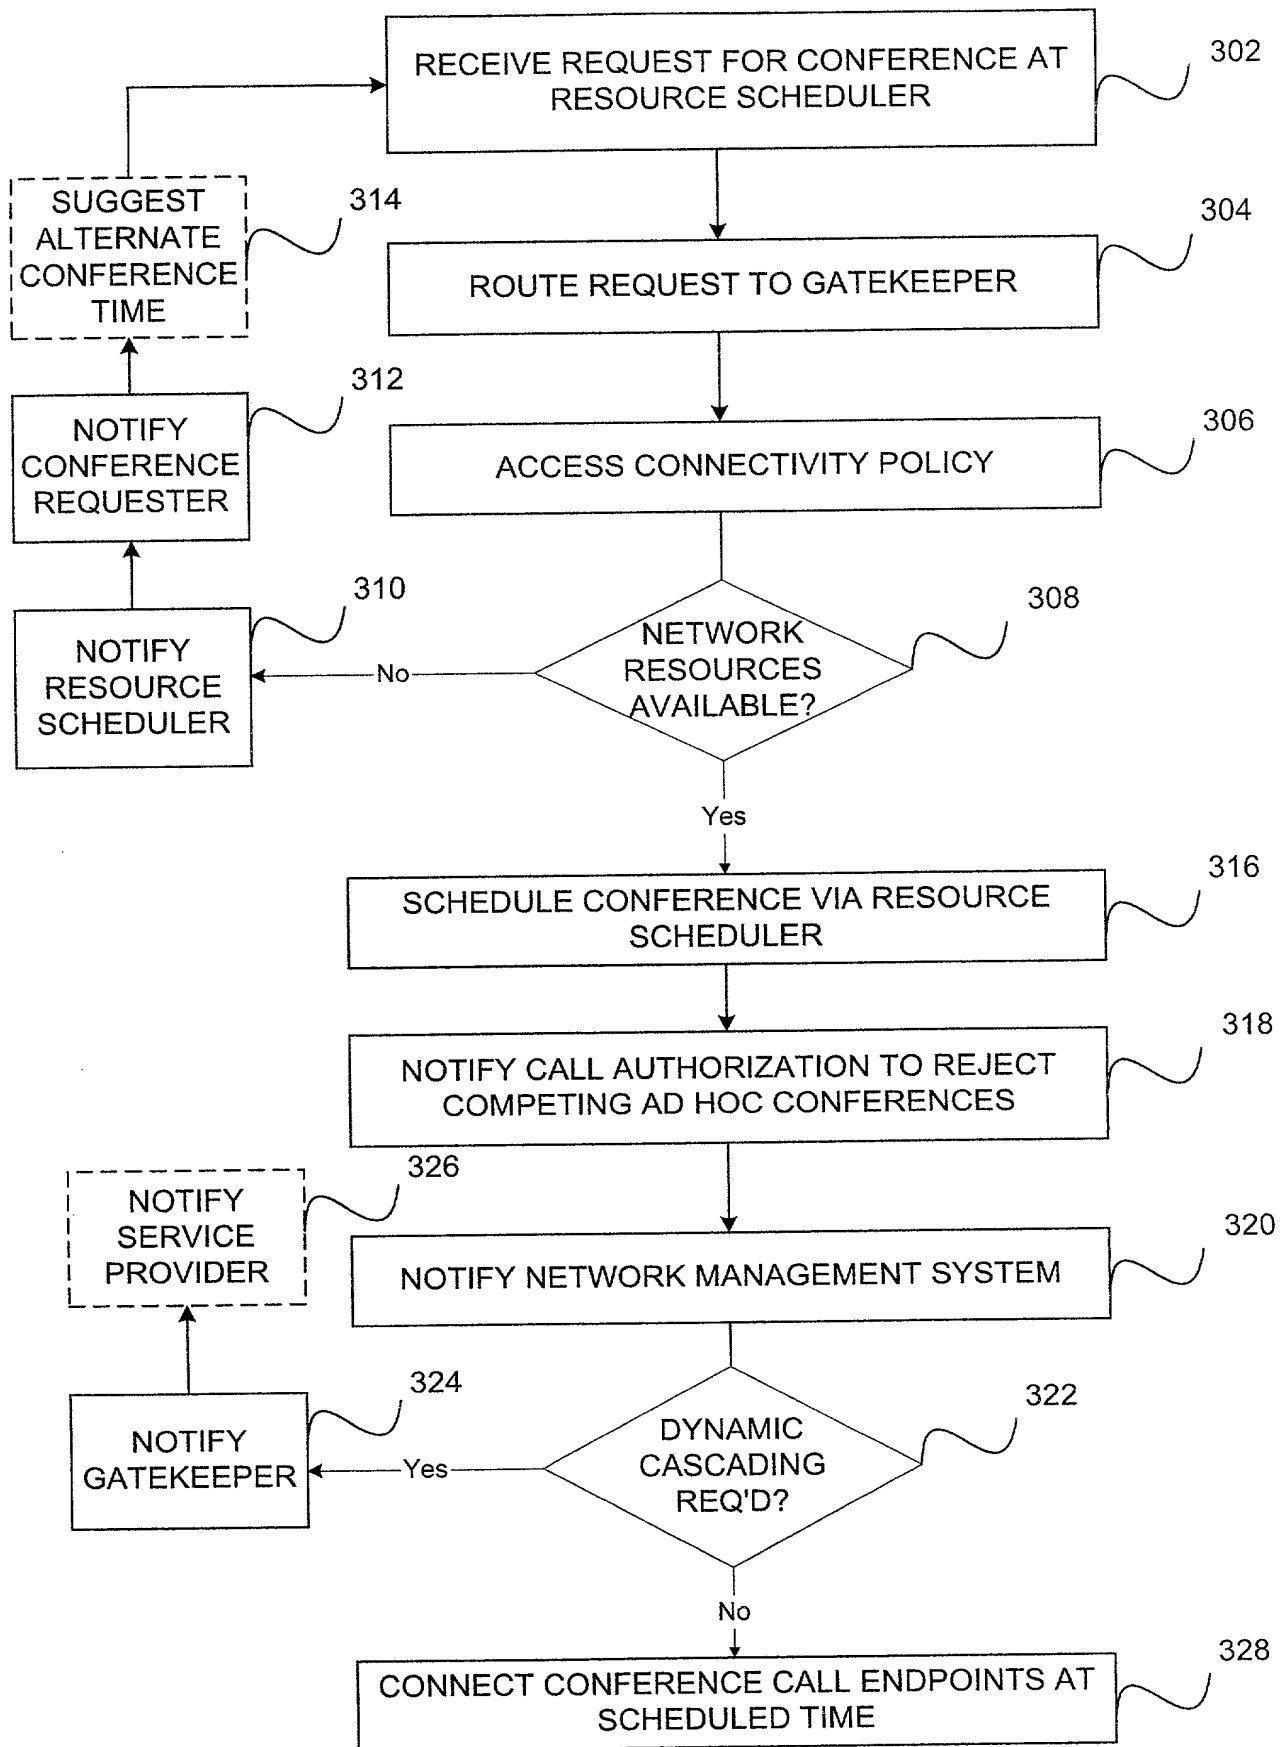 RECEIVE REQUEST FOR CONFERENCE AT
RESOURCE SCHEDULER
302
SUGGEST
ALTERNATE
CONFERENCE
TIME
314
304
ROUTE REQUEST TO GATEKEEPER
312
NOTIFY
CONFERENCE
REQUESTER
306
ACCESS CONNECTIVITY POLICY
310
NOTIFY
RESOURCE
SCHEDULER
No
308
NETWORK
RESOURCES
AVAILABLE?
Yes
316
SCHEDULE CONFERENCE VIA RESOURCE
SCHEDULER
318
NOTIFY CALL AUTHORIZATION TO REJECT
COMPETING AD HOC CONFERENCES
326
NOTIFY
SERVICE
PROVIDER
320
NOTIFY NETWORK MANAGEMENT SYSTEM
324
NOTIFY
GATEKEEPER
Yes
322
DYNAMIC
CASCADING
REQ'D?
No
328
CONNECT CONFERENCE CALL ENDPOINTS AT
SCHEDULED TIME